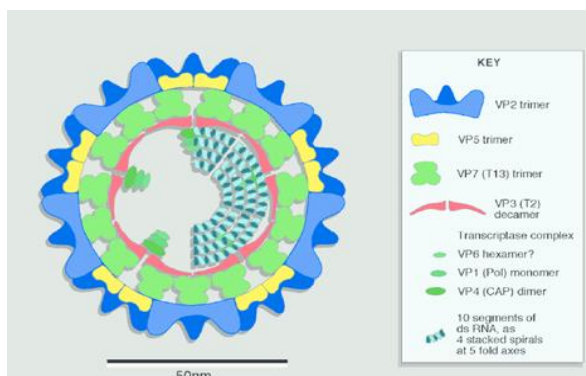 KEY
VP2 trimer
VP5 trimer
VP7 (T13) trimer
VP3 (T2)
decamer
Transcriptase complex
VP6 hexamer?
VP1 (Pol) monomer
VP4 (CAP) dimer
10 segments of
ds RNA, as
4 stacked spirals
at 5 fold axes
50nm